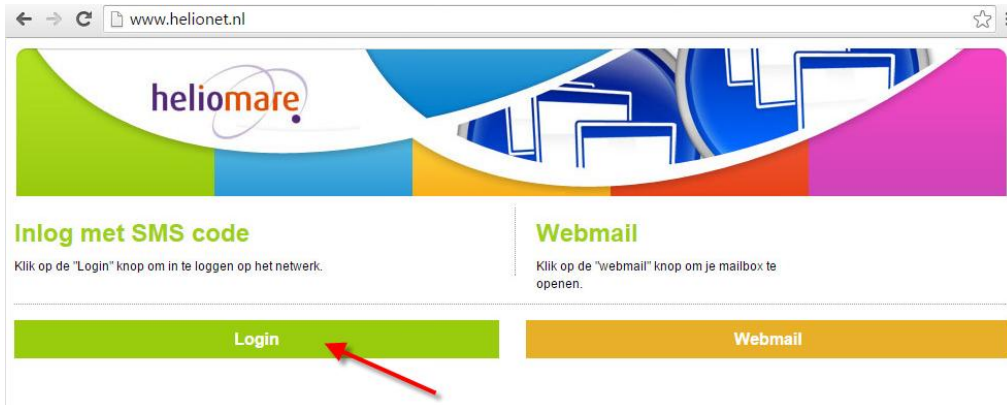 www.helionet.nl
heliomare
Inlog met SMS code
Klik op de "Login" knop om in te loggen op het netwerk.
Webmail
Klik op de "webmail" knop om je mailbox te
openen.
Login
Webmail